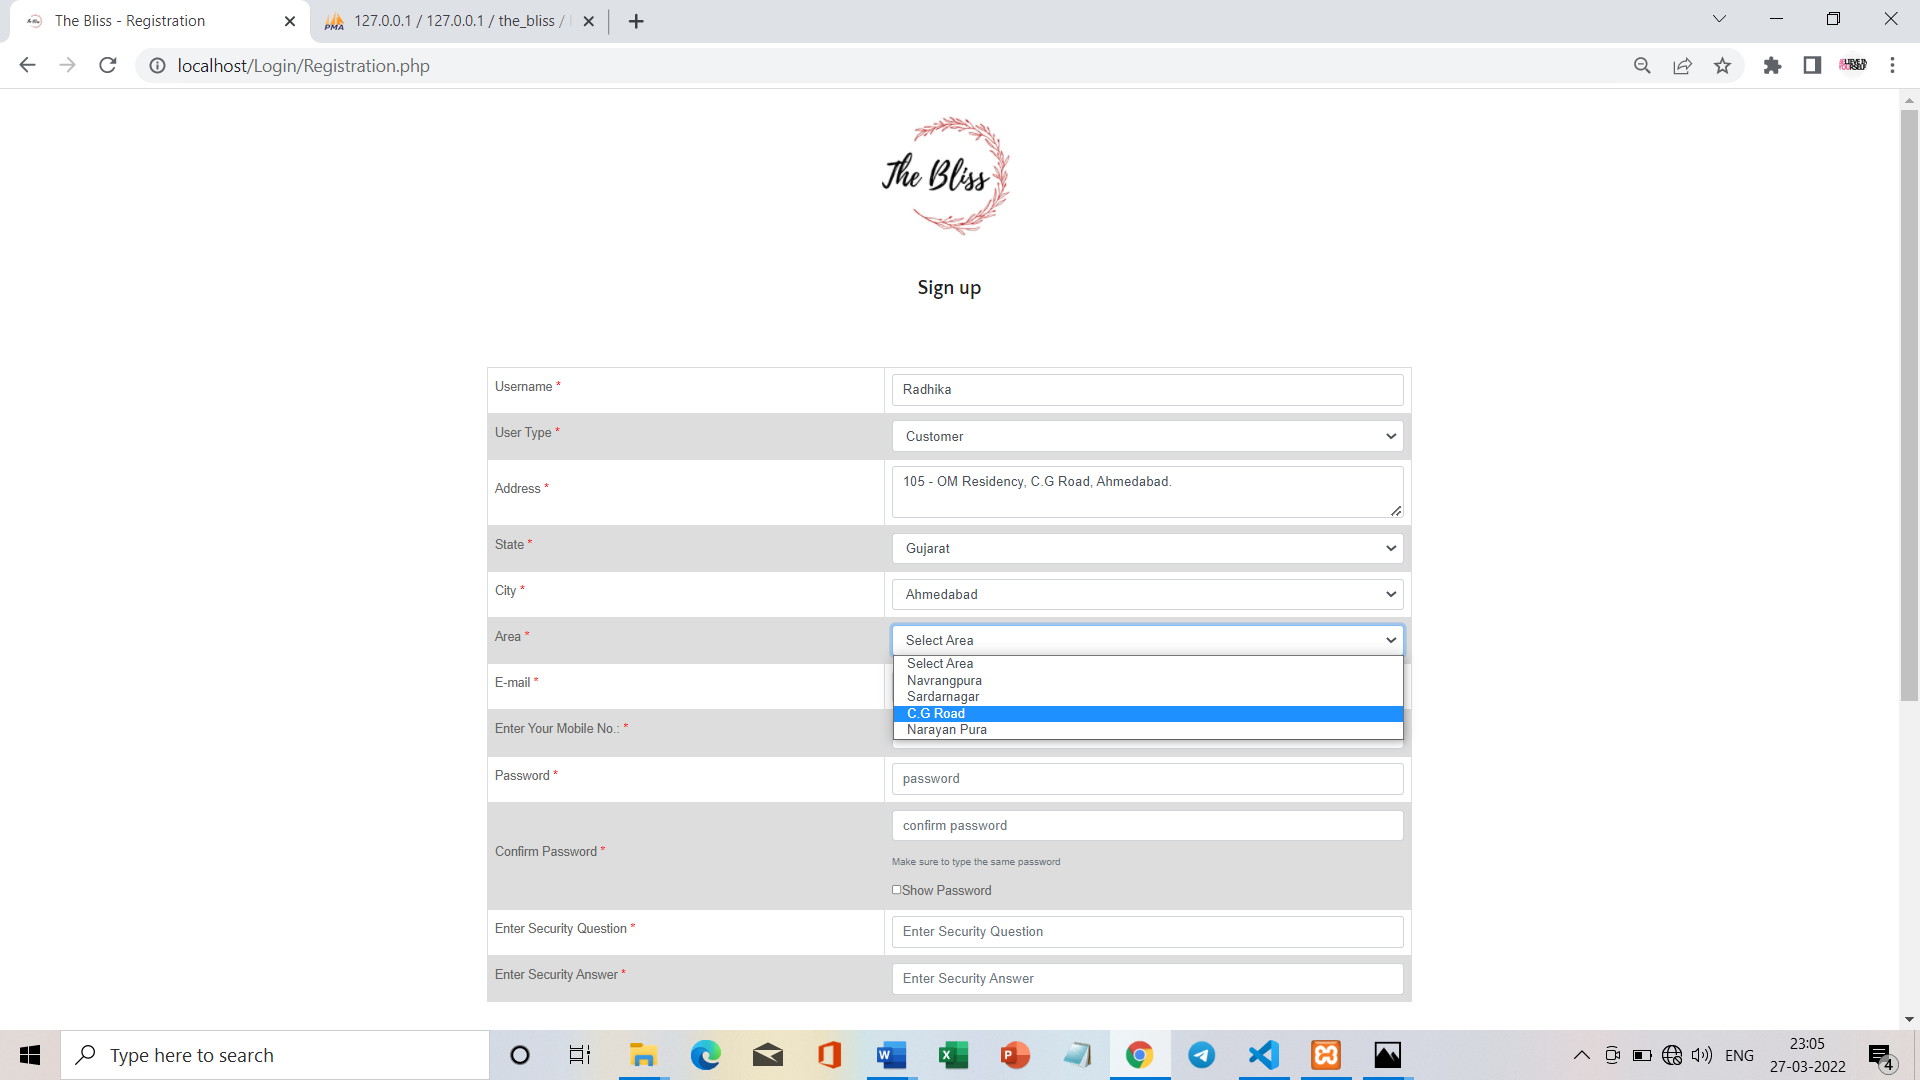 The Bliss - Registration
127.0.0.1 / 127.0.0.1 / the_bliss /
localhost/Login/Registration.php
The Bliss
Sign up
Username *
Radhika
User Type *
Customer
Address *
105 - OM Residency, C.G Road, Ahmedabad.
State *
Gujarat
City *
Ahmedabad
Area *
Select Area
Select Area
Navrangpura
Sardarnagar
C.G Road
Narayan Pura
E-mail *
Enter Your Mobile No.: *
Password *
password
Confirm Password *
confirm password
Make sure to type the same password
Show Password
Enter Security Question *
Enter Security Question
Enter Security Answer *
Enter Security Answer
Type here to search
ENG
23:05
27-03-2022
4